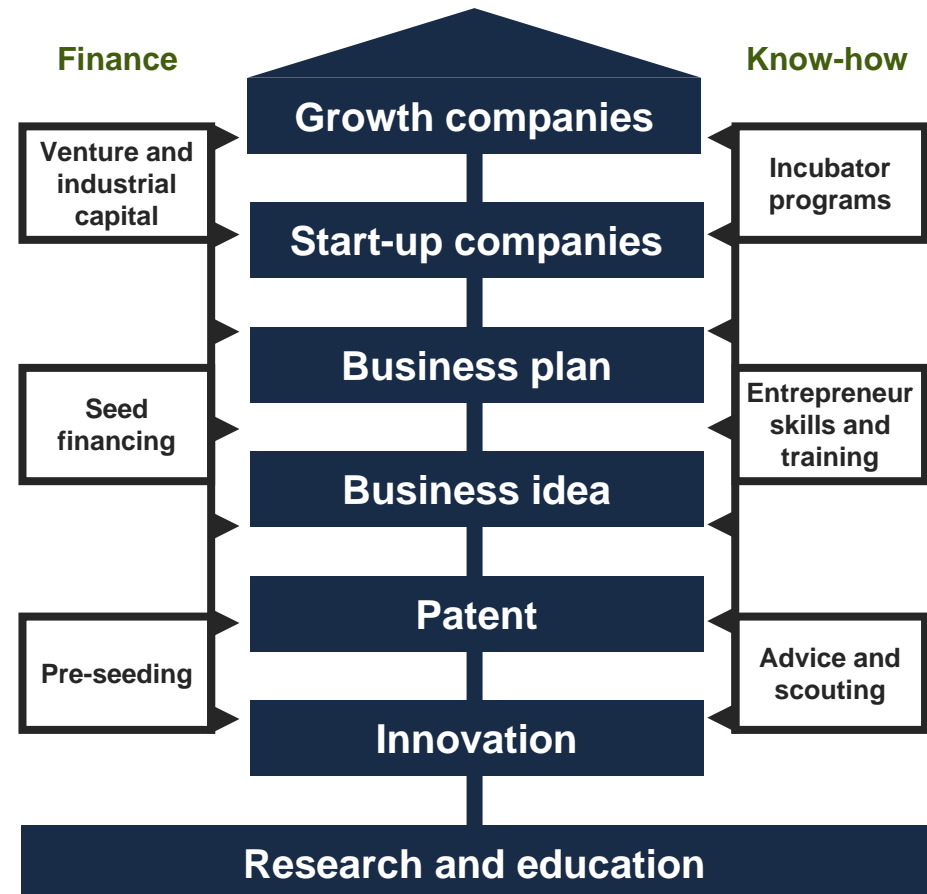 Finance
Know-how
Growth companies
Venture and
industrial
capital
Incubator
programs
Start-up companies
Business plan
Seed
financing
Entrepreneur
skills and
training
Business idea
Patent
Pre-seeding
Advice and
scouting
Innovation
Research and education